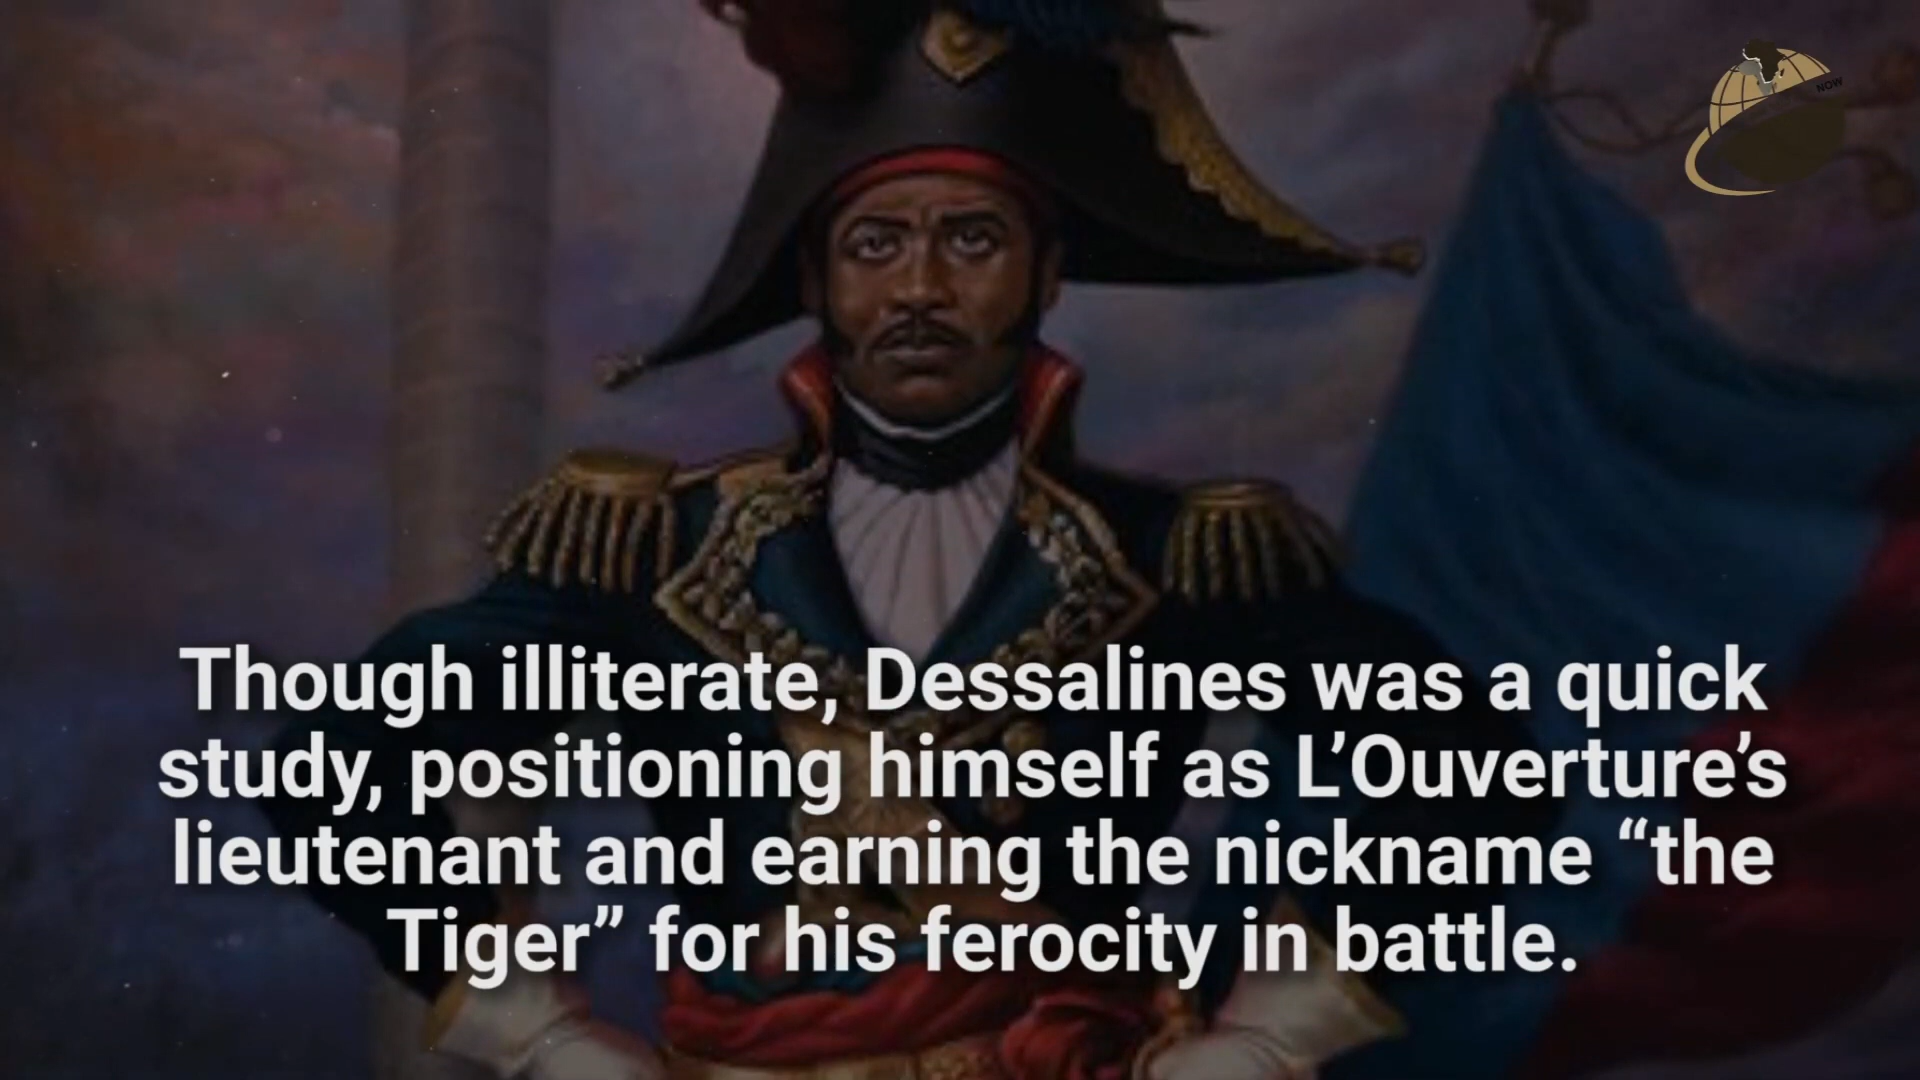 NOW
Though illiterate, Dessalines was a quick
study, positioning himself as L’Ouverture’s
lieutenant and earning the nickname “the
Tiger” for his ferocity in battle.